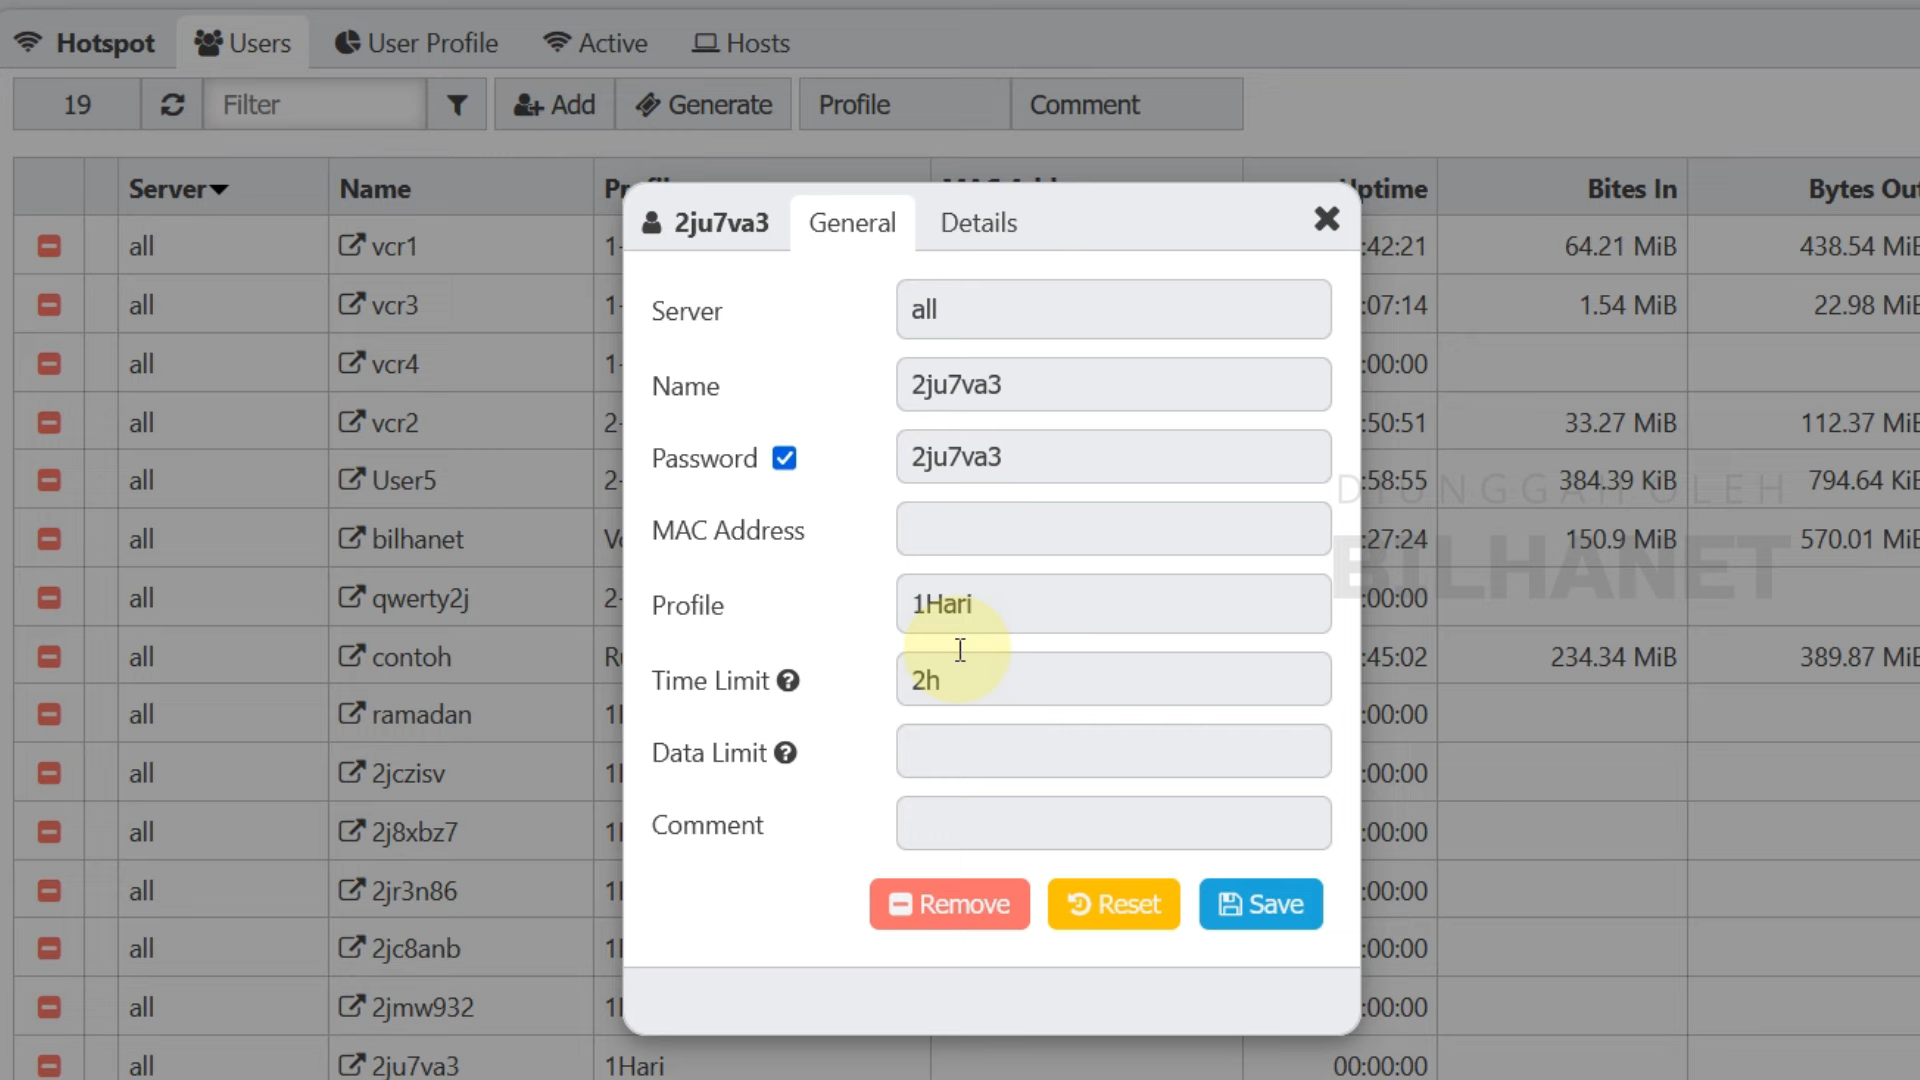 Hotspot Users User Profile Active Hosts
19 Filter Add Generate Profile Comment
Server Name Uptime Bites In Bytes Out
all vcr1 :42:21 64.21 MiB 438.54 MiB
all vcr3 :07:14 1.54 MiB 22.98 MiB
all vcr4 :00:00
all vcr2 :50:51 33.27 MiB 112.37 MiB
all User5 :58:55 384.39 KiB 794.64 KiB
all bilhanet :27:24 150.9 MiB 570.01 MiB
all qwerty2j :00:00
all contoh :45:02 234.34 MiB 389.87 MiB
all ramadan :00:00
all 2jczisv :00:00
all 2j8xbz7 :00:00
all 2jr3n86 :00:00
all 2jc8anb :00:00
all 2jmw932 :00:00
all 2ju7va3 1Hari 00:00:00
2ju7va3 General Details
Server all
Name 2ju7va3
Password 2ju7va3
MAC Address
Profile 1Hari
Time Limit 2h
Data Limit
Comment
Remove Reset Save
DIUNGGAH OLEH
BILHANET